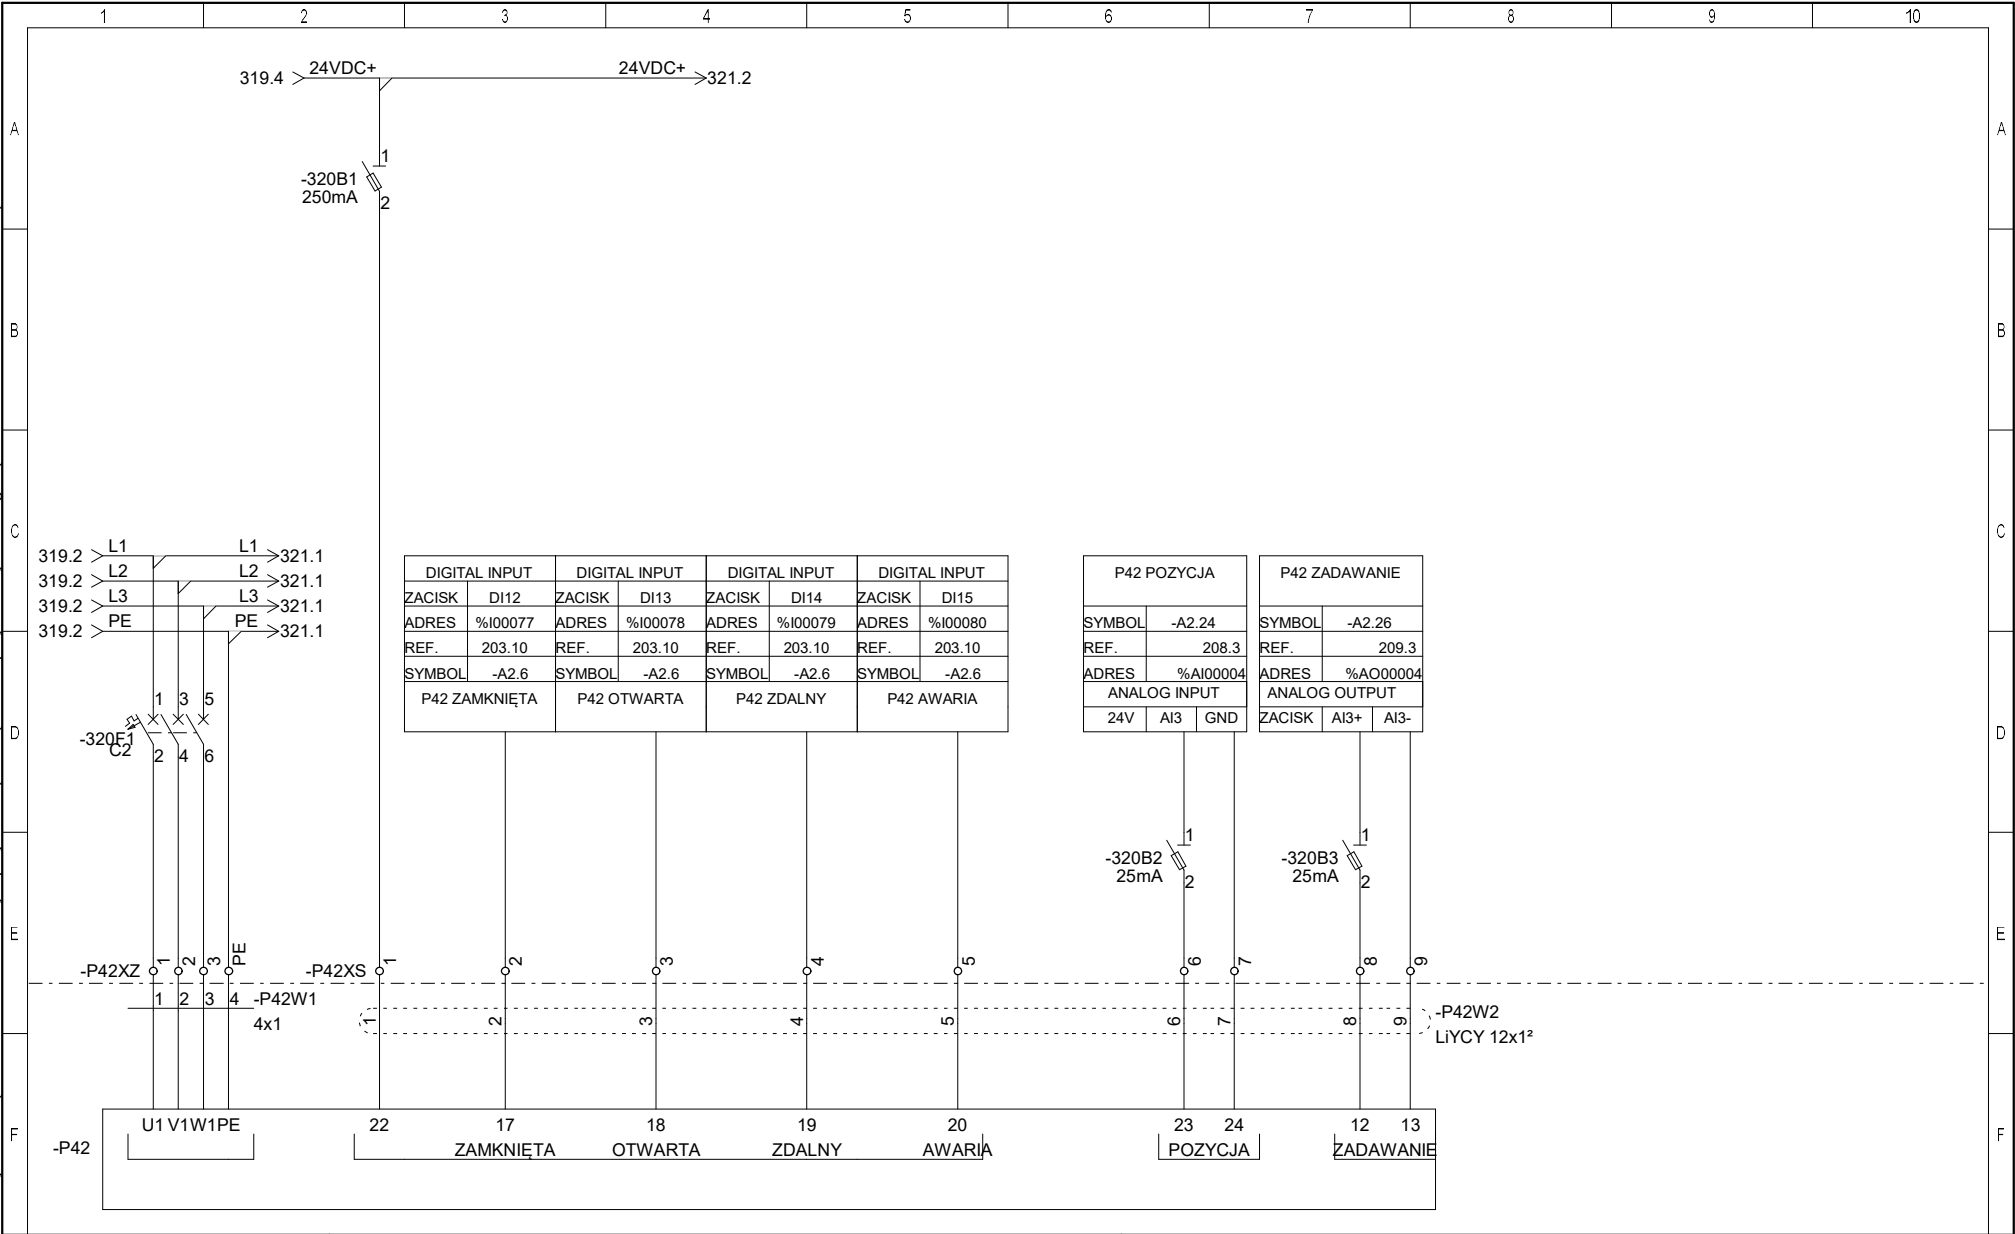 1 2 3 4 5 6 7 8 9 10
319.4 24VDC+ 24VDC+ 321.2
A A
1
-320B1
250mA
2
B B
C C
319.2 L1 L1 321.1
319.2 L2 L2 321.1
319.2 L3 L3 321.1
319.2 PE PE 321.1
DIGITAL INPUT DIGITAL INPUT DIGITAL INPUT DIGITAL INPUT
ZACISK DI12 ZACISK DI13 ZACISK DI14 ZACISK DI15
ADRES %I00077 ADRES %I00078 ADRES %I00079 ADRES %I00080
REF. 203.10 REF. 203.10 REF. 203.10 REF. 203.10
SYMBOL -A2.6 SYMBOL -A2.6 SYMBOL -A2.6 SYMBOL -A2.6
P42 ZAMKNIĘTA P42 OTWARTA P42 ZDALNY P42 AWARIA
P42 POZYCJA
SYMBOL -A2.24
REF. 208.3
ADRES %AI00004
ANALOG INPUT
24V AI3 GND
P42 ZADAWANIE
SYMBOL -A2.26
REF. 209.3
ADRES %AO00004
ANALOG OUTPUT
ZACISK AI3+ AI3-
1 3 5
D D
-320F1
C2
2 4 6
1 1
-320B2 -320B3
25mA 25mA
2 2
E E
-P42XZ 1 2 3 PE -P42XS 1 2 3 4 5 6 7 8 9
1 2 3 4 -P42W1
4x1
1 2 3 4 5 6 7 8 9 -P42W2
LiYCY 12x1²
F F
-P42
U1 V1 W1 PE 22 17 18 19 20 23 24 12 13
ZAMKNIĘTA OTWARTA ZDALNY AWARIA POZYCJA ZADAWANIE